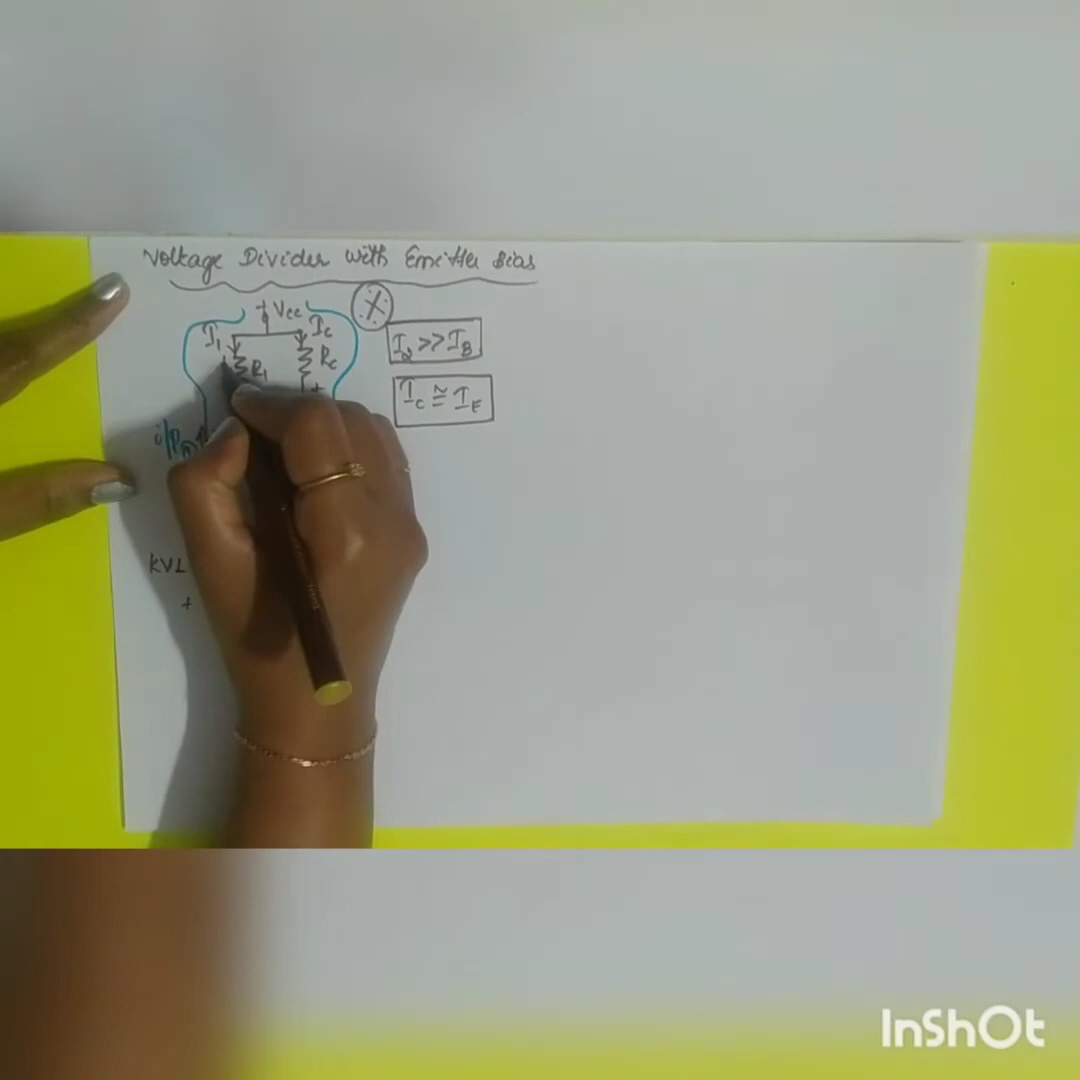 Voltage Divider with Emitter Bias
+ Vcc
I1 Ic
R1 Rc
+
I2 >> IB
Ic ≅ IE
i/p
KVL
+
InShOt